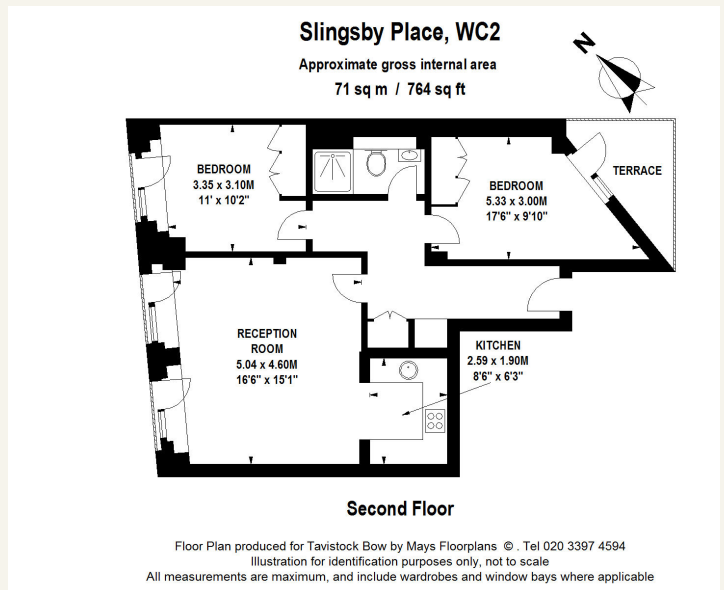 Slingsby Place, WC2
Approximate gross internal area
71 sq m / 764 sq ft
N
BEDROOM
3.35 x 3.10M
11' x 10'2"
BEDROOM
5.33 x 3.00M
17'6" x 9'10"
TERRACE
RECEPTION
ROOM
5.04 x 4.60M
16'6" x 15'1"
KITCHEN
2.59 x 1.90M
8'6" x 6'3"
Second Floor
Floor Plan produced for Tavistock Bow by Mays Floorplans © . Tel 020 3397 4594
Illustration for identification purposes only, not to scale
All measurements are maximum, and include wardrobes and window bays where applicable